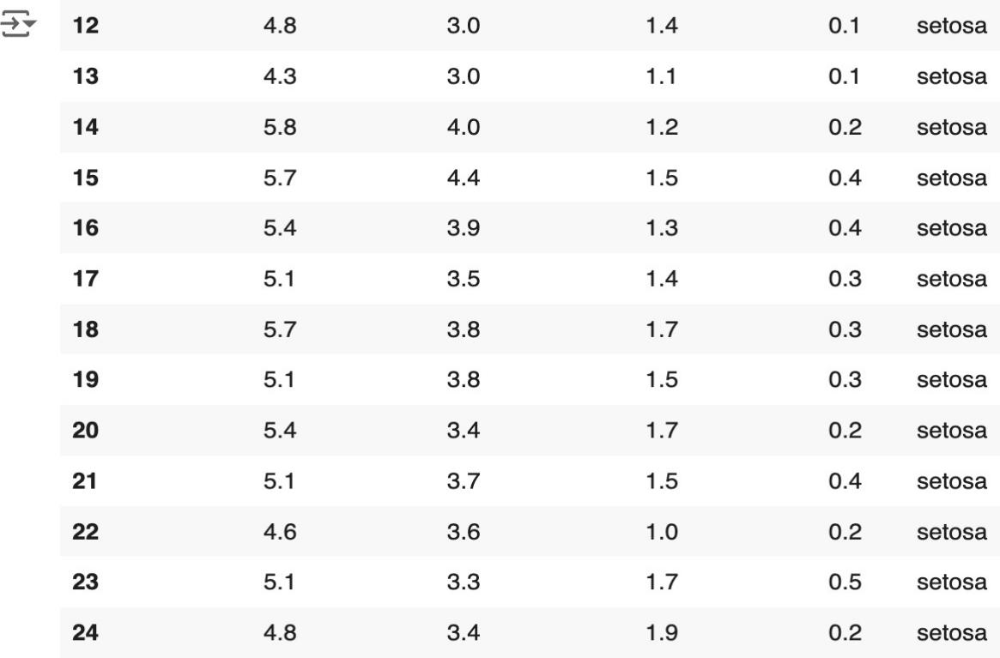 12 4.8 3.0 1.4 0.1 setosa
13 4.3 3.0 1.1 0.1 setosa
14 5.8 4.0 1.2 0.2 setosa
15 5.7 4.4 1.5 0.4 setosa
16 5.4 3.9 1.3 0.4 setosa
17 5.1 3.5 1.4 0.3 setosa
18 5.7 3.8 1.7 0.3 setosa
19 5.1 3.8 1.5 0.3 setosa
20 5.4 3.4 1.7 0.2 setosa
21 5.1 3.7 1.5 0.4 setosa
22 4.6 3.6 1.0 0.2 setosa
23 5.1 3.3 1.7 0.5 setosa
24 4.8 3.4 1.9 0.2 setosa